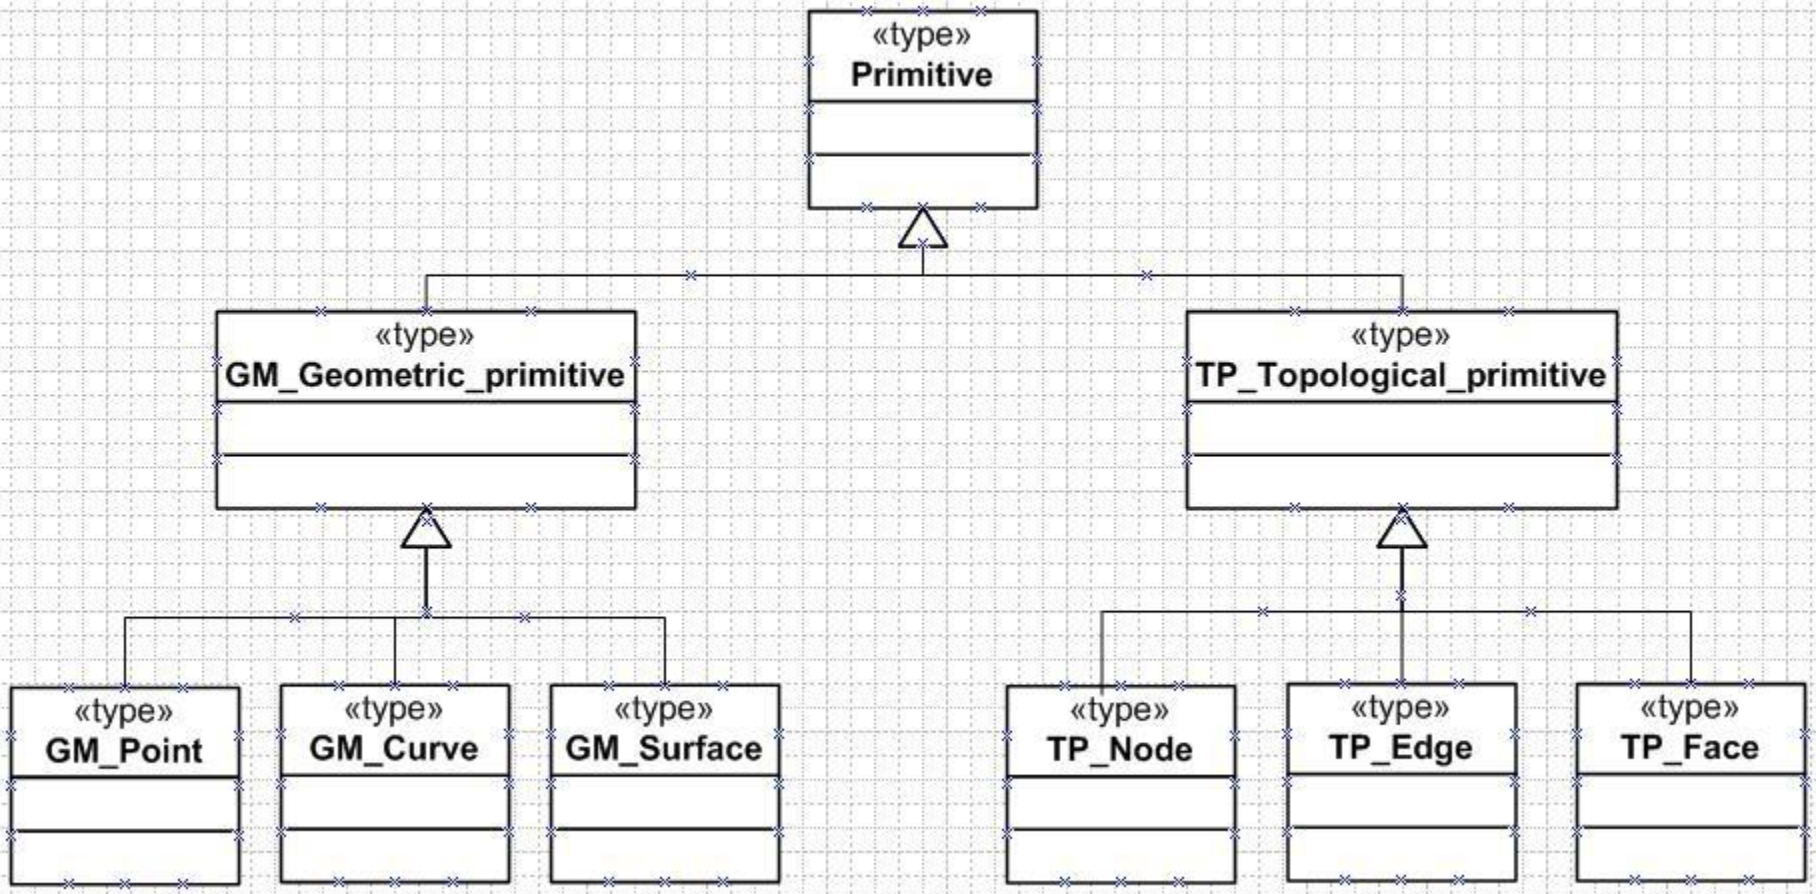 «type»
Primitive
«type»
GM_Geometric_primitive
«type»
TP_Topological_primitive
«type»
GM_Point
«type»
GM_Curve
«type»
GM_Surface
«type»
TP_Node
«type»
TP_Edge
«type»
TP_Face